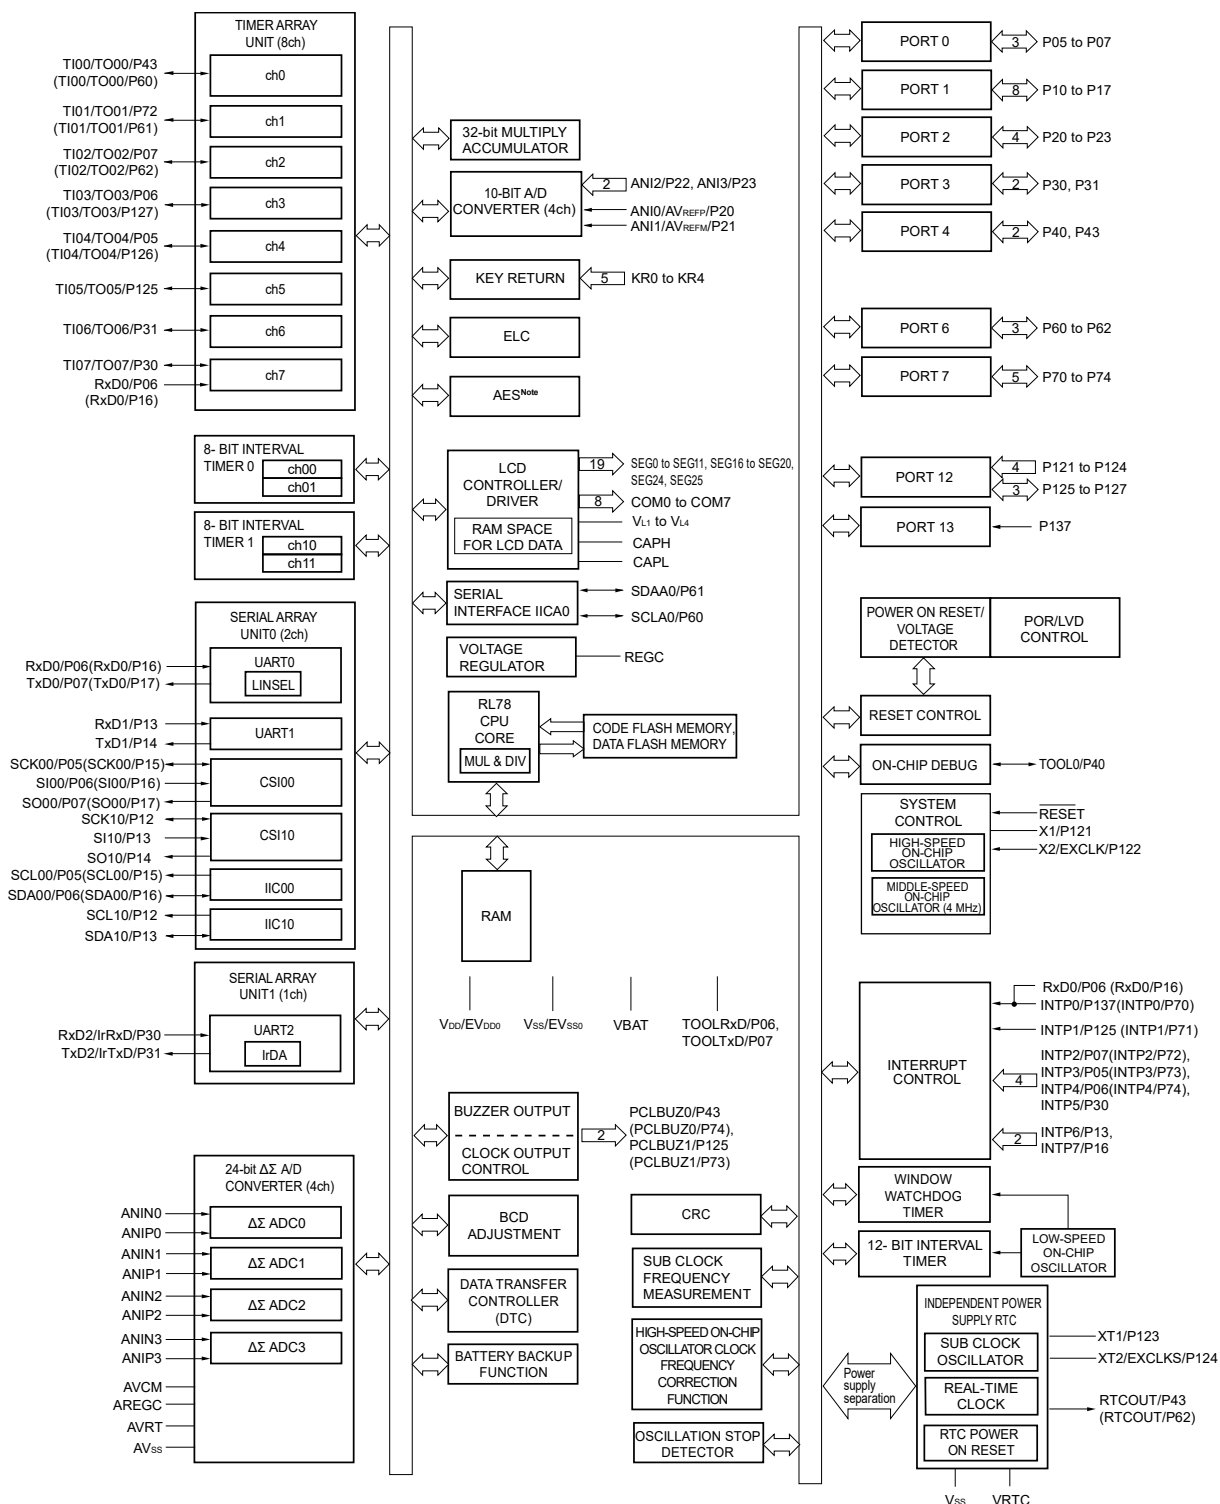 TIMER ARRAY
UNIT (8ch)
TI00/TO00/P43
(TI00/TO00/P60)
ch0
TI01/TO01/P72
(TI01/TO01/P61)
ch1
TI02/TO02/P07
(TI02/TO02/P62)
ch2
TI03/TO03/P06
(TI03/TO03/P127)
ch3
TI04/TO04/P05
(TI04/TO04/P126)
ch4
TI05/TO05/P125
ch5
TI06/TO06/P31
ch6
TI07/TO07/P30
RxD0/P06
(RxD0/P16)
ch7
8- BIT INTERVAL
TIMER 0
ch00
ch01
8- BIT INTERVAL
TIMER 1
ch10
ch11
SERIAL ARRAY
UNIT0 (2ch)
RxD0/P06(RxD0/P16)
TxD0/P07(TxD0/P17)
UART0
LINSEL
RxD1/P13
TxD1/P14
UART1
SCK00/P05(SCK00/P15)
SI00/P06(SI00/P16)
SO00/P07(SO00/P17)
CSI00
SCK10/P12
SI10/P13
SO10/P14
CSI10
SCL00/P05(SCL00/P15)
SDA00/P06(SDA00/P16)
IIC00
SCL10/P12
SDA10/P13
IIC10
SERIAL ARRAY
UNIT1 (1ch)
RxD2/IrRxD/P30
TxD2/IrTxD/P31
UART2
IrDA
24-bit ΔΣ A/D
CONVERTER (4ch)
ANIN0
ANIP0
ΔΣ ADC0
ANIN1
ANIP1
ΔΣ ADC1
ANIN2
ANIP2
ΔΣ ADC2
ANIN3
ANIP3
ΔΣ ADC3
AVCM
AREGC
AVRT
AVSS
32-bit MULTIPLY
ACCUMULATOR
10-BIT A/D
CONVERTER (4ch)
2 ANI2/P22, ANI3/P23
ANI0/AVREFP/P20
ANI1/AVREFM/P21
KEY RETURN
5 KR0 to KR4
ELC
AESNote
LCD
CONTROLLER/
DRIVER
RAM SPACE
FOR LCD DATA
19 SEG0 to SEG11, SEG16 to SEG20,
SEG24, SEG25
8 COM0 to COM7
VL1 to VL4
CAPH
CAPL
SERIAL
INTERFACE IICA0
SDAA0/P61
SCLA0/P60
VOLTAGE
REGULATOR
REGC
RL78
CPU
CORE
MUL & DIV
CODE FLASH MEMORY,
DATA FLASH MEMORY
RAM
VDD/EVDD0
VSS/EVSS0
VBAT
TOOLRxD/P06,
TOOLTxD/P07
BUZZER OUTPUT
CLOCK OUTPUT
CONTROL
2
PCLBUZ0/P43
(PCLBUZ0/P74),
PCLBUZ1/P125
(PCLBUZ1/P73)
BCD
ADJUSTMENT
DATA TRANSFER
CONTROLLER
(DTC)
BATTERY BACKUP
FUNCTION
CRC
SUB CLOCK
FREQUENCY
MEASUREMENT
HIGH-SPEED ON-CHIP
OSCILLATOR CLOCK
FREQUENCY
CORRECTION
FUNCTION
OSCILLATION STOP
DETECTOR
PORT 0
3 P05 to P07
PORT 1
8 P10 to P17
PORT 2
4 P20 to P23
PORT 3
2 P30, P31
PORT 4
2 P40, P43
PORT 6
3 P60 to P62
PORT 7
5 P70 to P74
PORT 12
4 P121 to P124
3 P125 to P127
PORT 13
P137
POWER ON RESET/
VOLTAGE
DETECTOR
POR/LVD
CONTROL
RESET CONTROL
ON-CHIP DEBUG
TOOL0/P40
SYSTEM
CONTROL
HIGH-SPEED
ON-CHIP
OSCILLATOR
MIDDLE-SPEED
ON-CHIP
OSCILLATOR (4 MHz)
RESET
X1/P121
X2/EXCLK/P122
INTERRUPT
CONTROL
RxD0/P06 (RxD0/P16)
INTP0/P137(INTP0/P70)
INTP1/P125 (INTP1/P71)
4
INTP2/P07(INTP2/P72),
INTP3/P05(INTP3/P73),
INTP4/P06(INTP4/P74),
INTP5/P30
2
INTP6/P13,
INTP7/P16
WINDOW
WATCHDOG
TIMER
12- BIT INTERVAL
TIMER
LOW-SPEED
ON-CHIP
OSCILLATOR
INDEPENDENT POWER
SUPPLY RTC
SUB CLOCK
OSCILLATOR
REAL-TIME
CLOCK
RTC POWER
ON RESET
Power
supply
separation
XT1/P123
XT2/EXCLKS/P124
RTCOUT/P43
(RTCOUT/P62)
VSS
VRTC